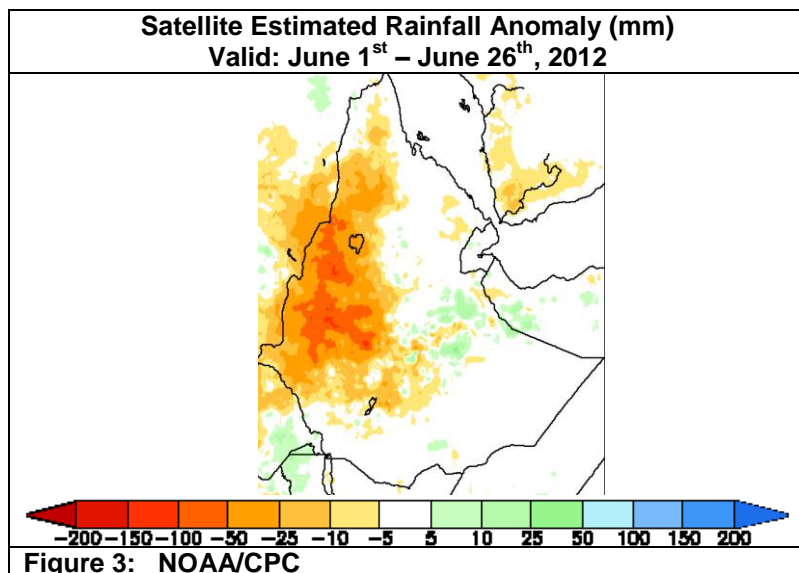 Satellite Estimated Rainfall Anomaly (mm)
Valid: June 1st – June 26th, 2012
-200 -150 -100 -50 -25 -10 -5 5 10 25 50 100 150 200
Figure 3: NOAA/CPC